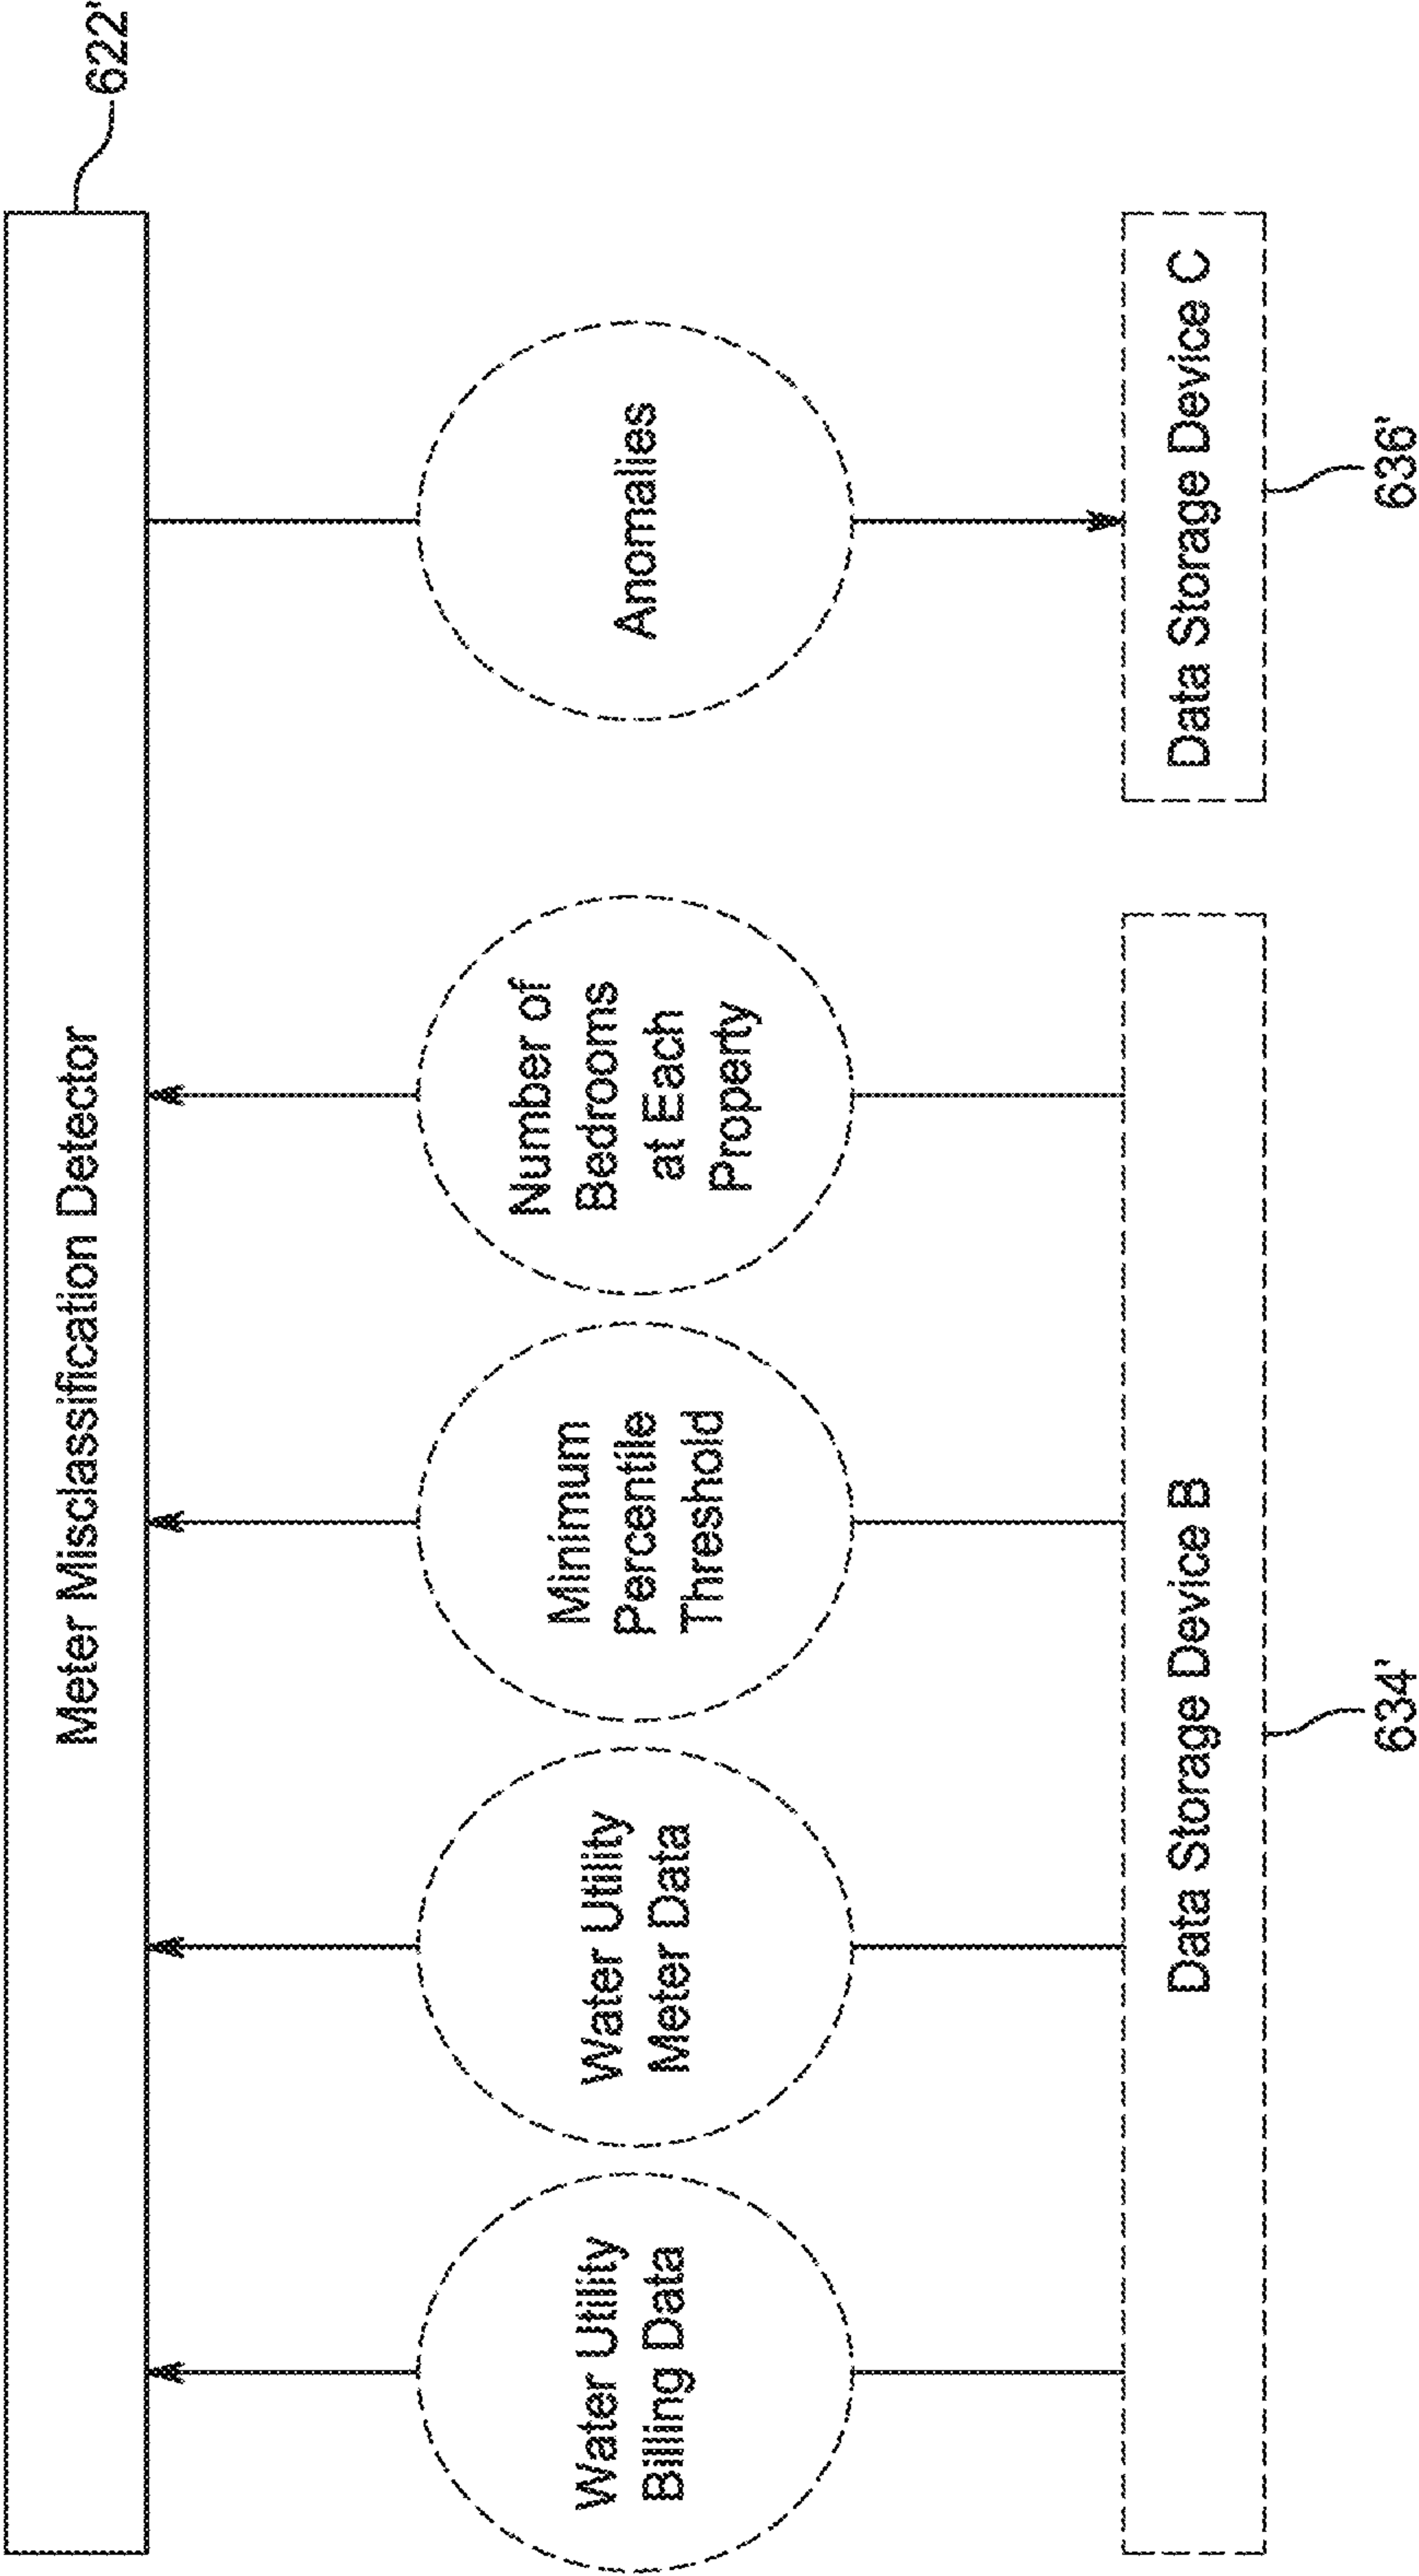 622'
Meter Misclassification Detector
Water Utility
Billing Data
Water Utility
Meter Data
Minimum
Percentile
Threshold
Number of
Bedrooms
at Each
Property
Anomalies
Data Storage Device B
Data Storage Device C
634'
636'